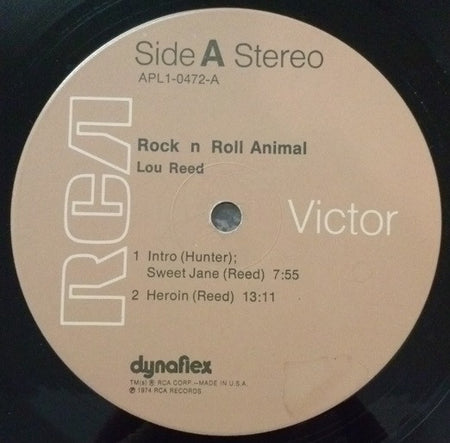 Side A Stereo
APL1-0472-A
RCA
Rock n Roll Animal
Lou Reed
Victor
1 Intro (Hunter);
Sweet Jane (Reed) 7:55
2 Heroin (Reed) 13:11
dynaflex
TM(s) ® RCA CORP.—MADE IN U.S.A.
℗ 1974 RCA RECORDS